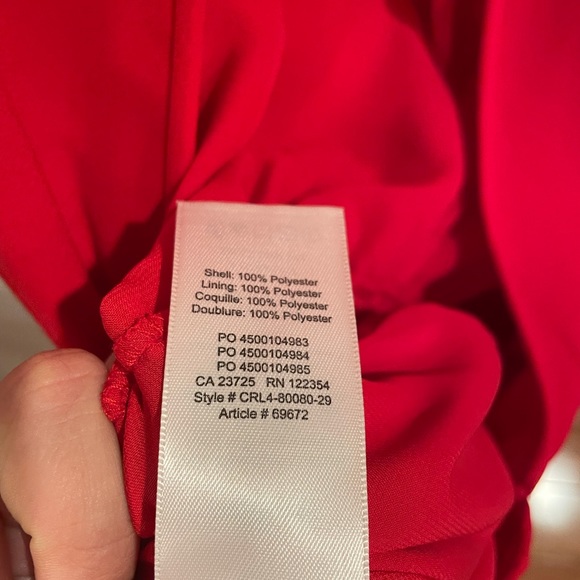 Shell: 100% Polyester
Lining: 100% Polyester
Coquille: 100% Polyester
Doublure: 100% Polyester
PO 4500104983
PO 4500104984
PO 4500104985
CA 23725 RN 122354
Style # CRL4-80080-29
Article # 69672